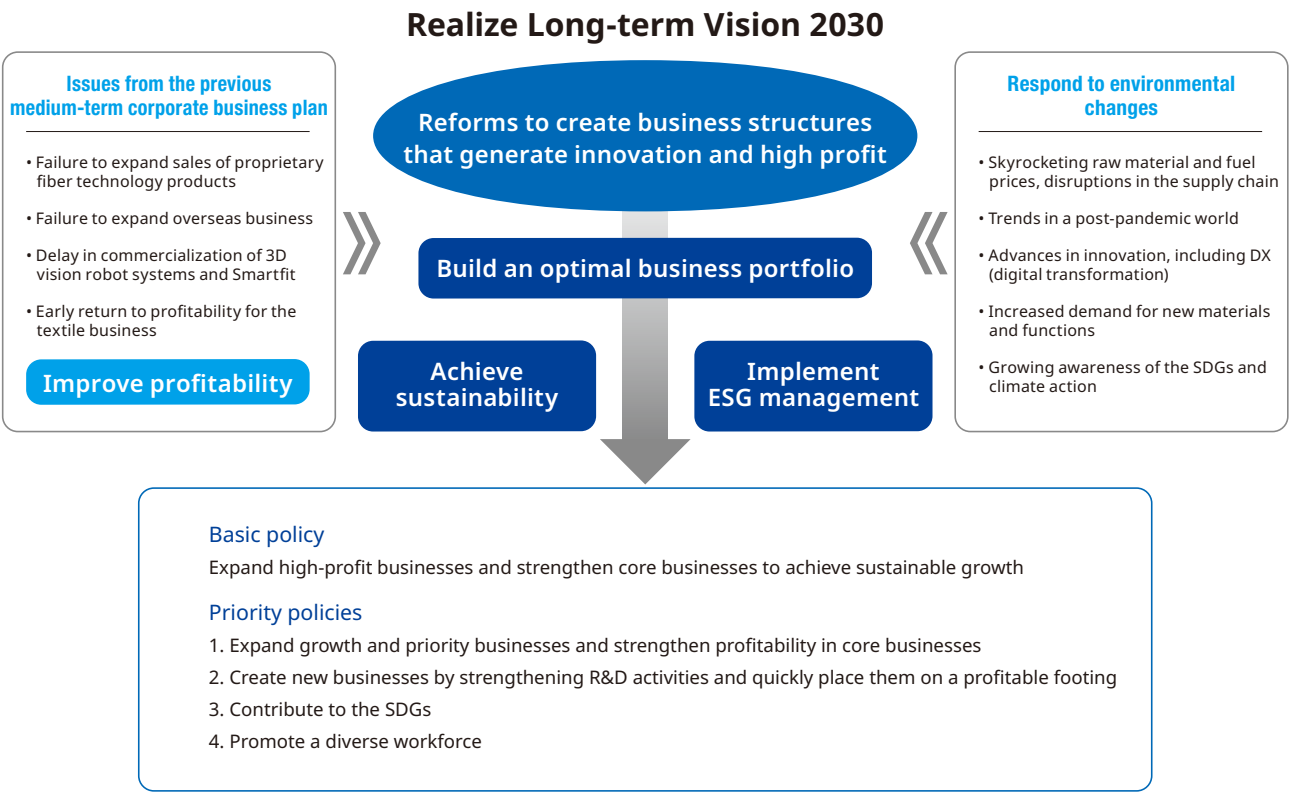 Realize Long-term Vision 2030
Issues from the previous
medium-term corporate business plan
• Failure to expand sales of proprietary
fiber technology products
• Failure to expand overseas business
• Delay in commercialization of 3D
vision robot systems and Smartfit
• Early return to profitability for the
textile business
Improve profitability
Reforms to create business structures
that generate innovation and high profit
Build an optimal business portfolio
Achieve
sustainability
Implement
ESG management
Respond to environmental
changes
• Skyrocketing raw material and fuel
prices, disruptions in the supply chain
• Trends in a post-pandemic world
• Advances in innovation, including DX
(digital transformation)
• Increased demand for new materials
and functions
• Growing awareness of the SDGs and
climate action
Basic policy
Expand high-profit businesses and strengthen core businesses to achieve sustainable growth
Priority policies
1. Expand growth and priority businesses and strengthen profitability in core businesses
2. Create new businesses by strengthening R&D activities and quickly place them on a profitable footing
3. Contribute to the SDGs
4. Promote a diverse workforce